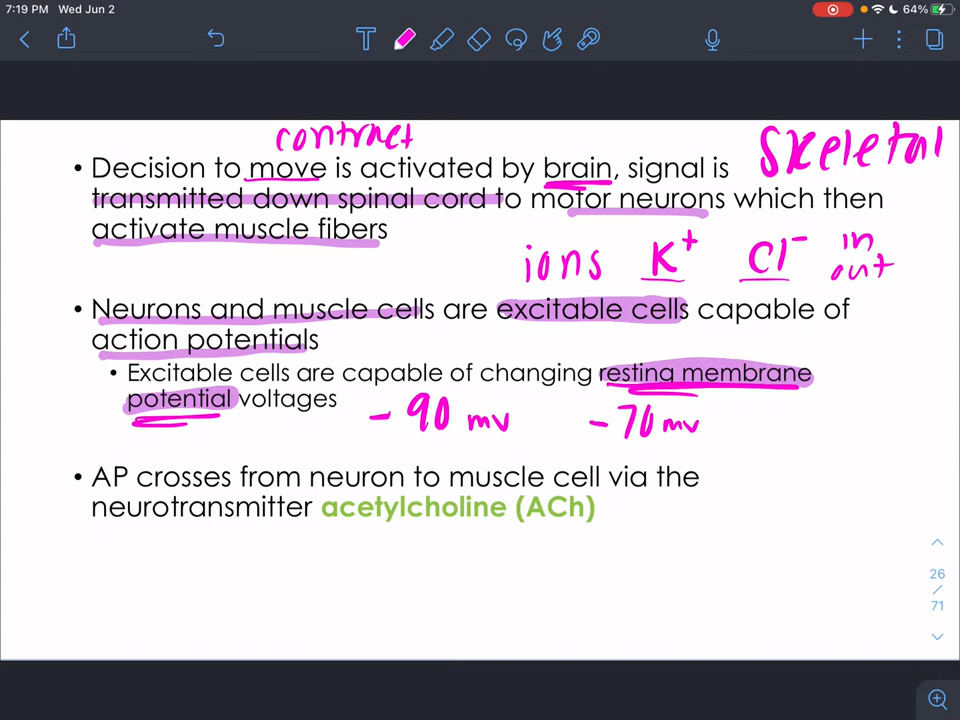 7:19 PM Wed Jun 2
64%
contract
skeletal
• Decision to move is activated by brain, signal is
transmitted down spinal cord to motor neurons which then
activate muscle fibers
ions K+ Cl- in
out
• Neurons and muscle cells are excitable cells capable of
action potentials
• Excitable cells are capable of changing resting membrane
potential voltages
-90 mv -70 mv
• AP crosses from neuron to muscle cell via the
neurotransmitter acetylcholine (ACh)
26
/
71